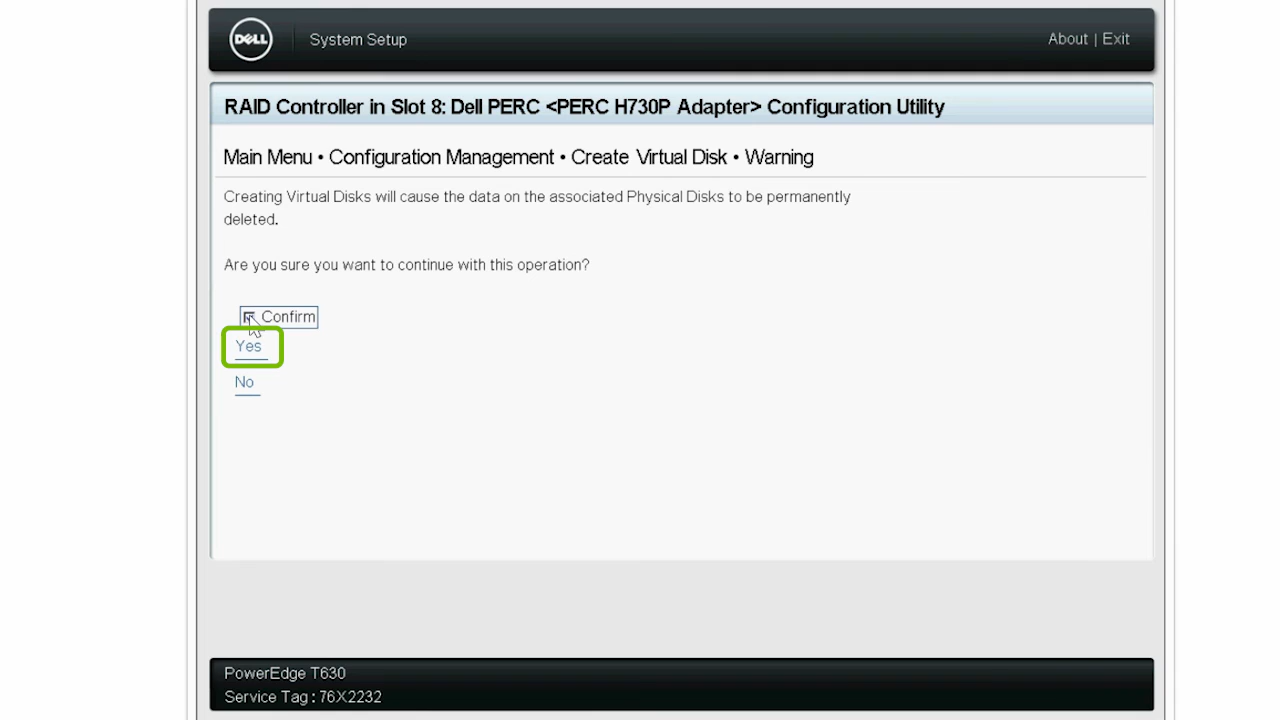 DELL System Setup About | Exit
RAID Controller in Slot 8: Dell PERC <PERC H730P Adapter> Configuration Utility
Main Menu • Configuration Management • Create Virtual Disk • Warning
Creating Virtual Disks will cause the data on the associated Physical Disks to be permanently
deleted.
Are you sure you want to continue with this operation?
Confirm
Yes
No
PowerEdge T630
Service Tag : 76X2232